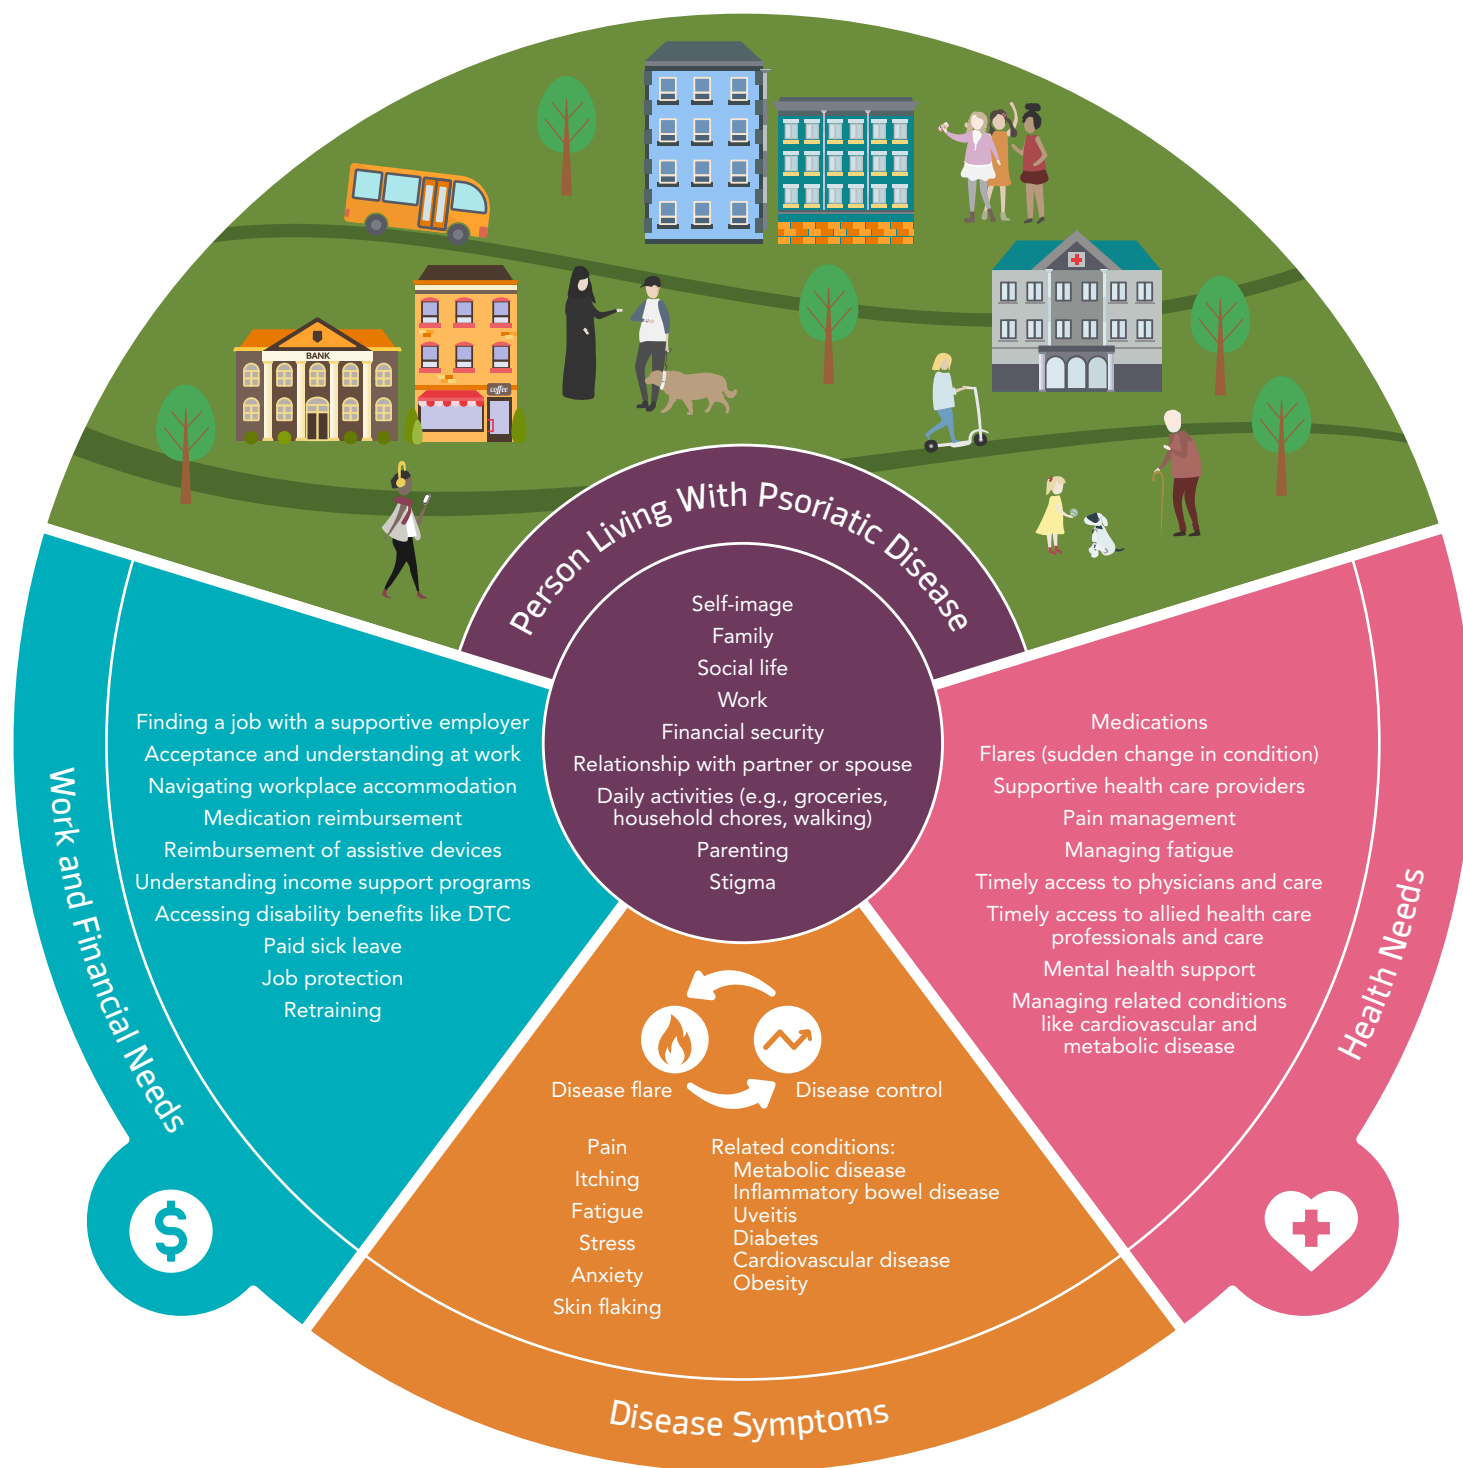 BANK
coffee
Person Living With Psoriatic Disease
Self-image
Family
Social life
Work
Financial security
Relationship with partner or spouse
Daily activities (e.g., groceries,
household chores, walking)
Parenting
Stigma
Work and Financial Needs
Finding a job with a supportive employer
Acceptance and understanding at work
Navigating workplace accommodation
Medication reimbursement
Reimbursement of assistive devices
Understanding income support programs
Accessing disability benefits like DTC
Paid sick leave
Job protection
Retraining
$
Health Needs
Medications
Flares (sudden change in condition)
Supportive health care providers
Pain management
Managing fatigue
Timely access to physicians and care
Timely access to allied health care
professionals and care
Mental health support
Managing related conditions
like cardiovascular and
metabolic disease
Disease flare
Disease control
Pain
Itching
Fatigue
Stress
Anxiety
Skin flaking
Related conditions:
Metabolic disease
Inflammatory bowel disease
Uveitis
Diabetes
Cardiovascular disease
Obesity
Disease Symptoms